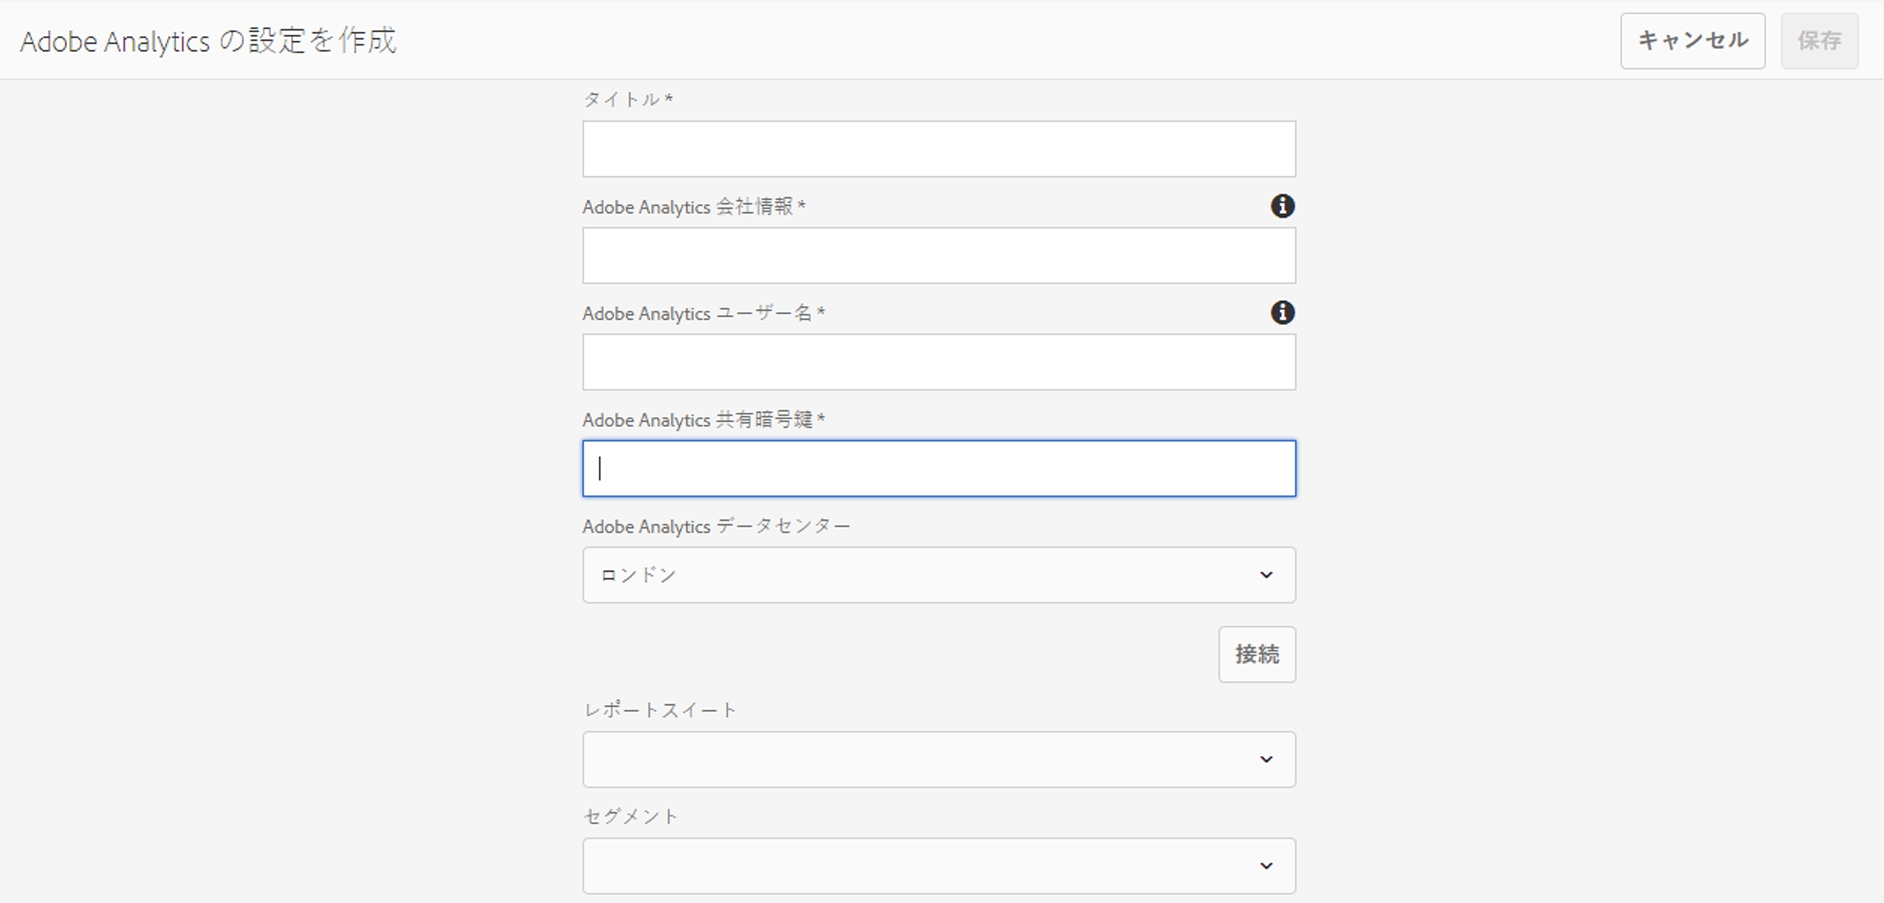 Adobe Analytics の設定を作成
キャンセル
保存
タイトル *
Adobe Analytics 会社情報 *
Adobe Analytics ユーザー名 *
Adobe Analytics 共有暗号鍵 *
Adobe Analytics データセンター
ロンドン
接続
レポートスイート
セグメント